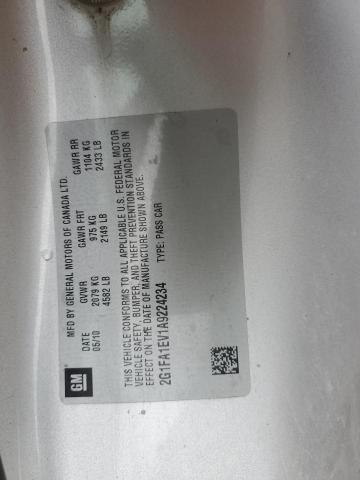 GM
MFD BY GENERAL MOTORS OF CANADA LTD.
DATE GVWR GAWR FRT GAWR RR
05/10 2079 KG 975 KG 1104 KG
4582 LB 2149 LB 2433 LB
THIS VEHICLE CONFORMS TO ALL APPLICABLE U.S. FEDERAL MOTOR
VEHICLE SAFETY, BUMPER, AND THEFT PREVENTION STANDARDS IN
EFFECT ON THE DATE OF MANUFACTURE SHOWN ABOVE.
2G1FA1EV1A9224234 TYPE: PASS CAR